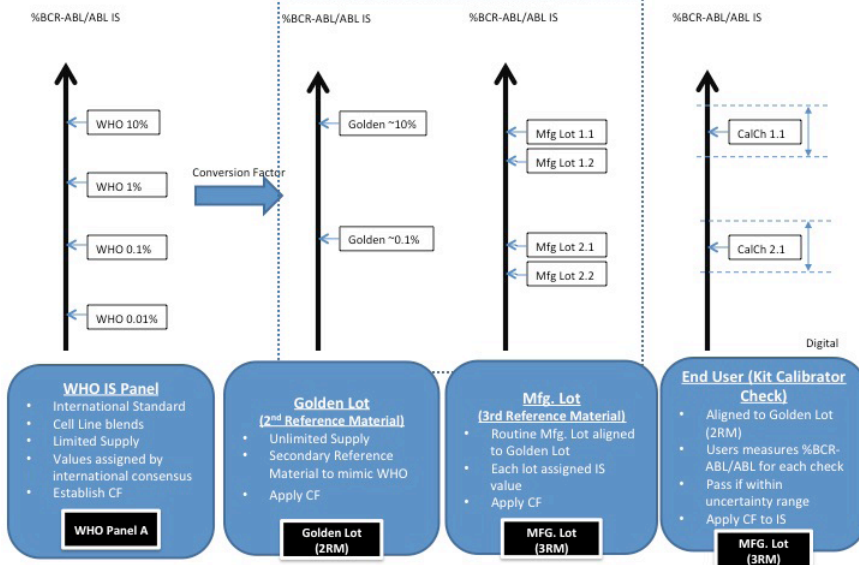 %BCR-ABL/ABL IS
WHO 10%
WHO 1%
WHO 0.1%
WHO 0.01%
Conversion Factor
%BCR-ABL/ABL IS
Golden ~10%
Golden ~0.1%
%BCR-ABL/ABL IS
Mfg Lot 1.1
Mfg Lot 1.2
Mfg Lot 2.1
Mfg Lot 2.2
%BCR-ABL/ABL IS
CalCh 1.1
CalCh 2.1
Digital
WHO IS Panel
• International Standard
• Cell Line blends
• Limited Supply
• Values assigned by
international consensus
• Establish CF
WHO Panel A
Golden Lot
(2nd Reference Material)
• Unlimited Supply
• Secondary Reference
Material to mimic WHO
• Apply CF
Golden Lot
(2RM)
Mfg. Lot
(3rd Reference Material)
• Routine Mfg. Lot aligned
to Golden Lot
• Each lot assigned IS
value
• Apply CF
MFG. Lot
(3RM)
End User (Kit Calibrator
Check)
• Aligned to Golden Lot
(2RM)
• Users measures %BCR-
ABL/ABL for each check
• Pass if within
uncertainty range
• Apply CF to IS
MFG. Lot
(3RM)